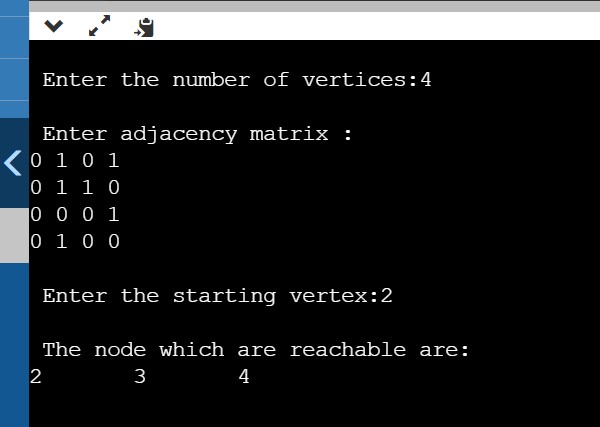 Enter the number of vertices:4
Enter adjacency matrix :
0 1 0 1
0 1 1 0
0 0 0 1
0 1 0 0
Enter the starting vertex:2
The node which are reachable are:
2 3 4